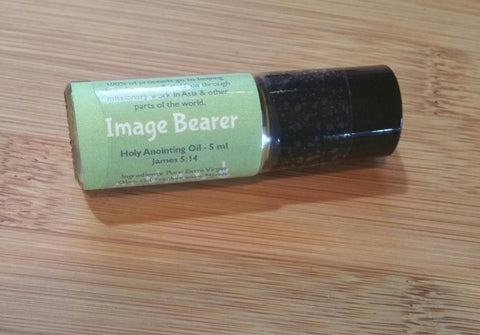 100% of proceeds go to helping
through
missionary work in Asia & other
parts of the world.
Image Bearer
Holy Anointing Oil - 5 ml
James 5:14
Ingredients: Pure Extra Virgin